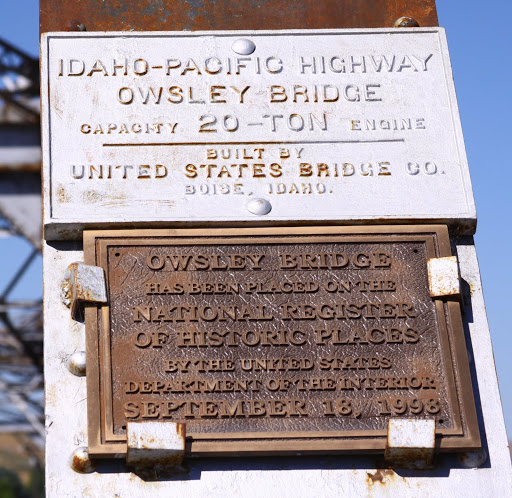 IDAHO-PACIFIC HIGHWAY
OWSLEY BRIDGE
CAPACITY 20-TON ENGINE
BUILT BY
UNITED STATES BRIDGE CO.
BOISE, IDAHO.
OWSLEY BRIDGE
HAS BEEN PLACED ON THE
NATIONAL REGISTER
OF HISTORIC PLACES
BY THE UNITED STATES
DEPARTMENT OF THE INTERIOR
SEPTEMBER 18, 1998